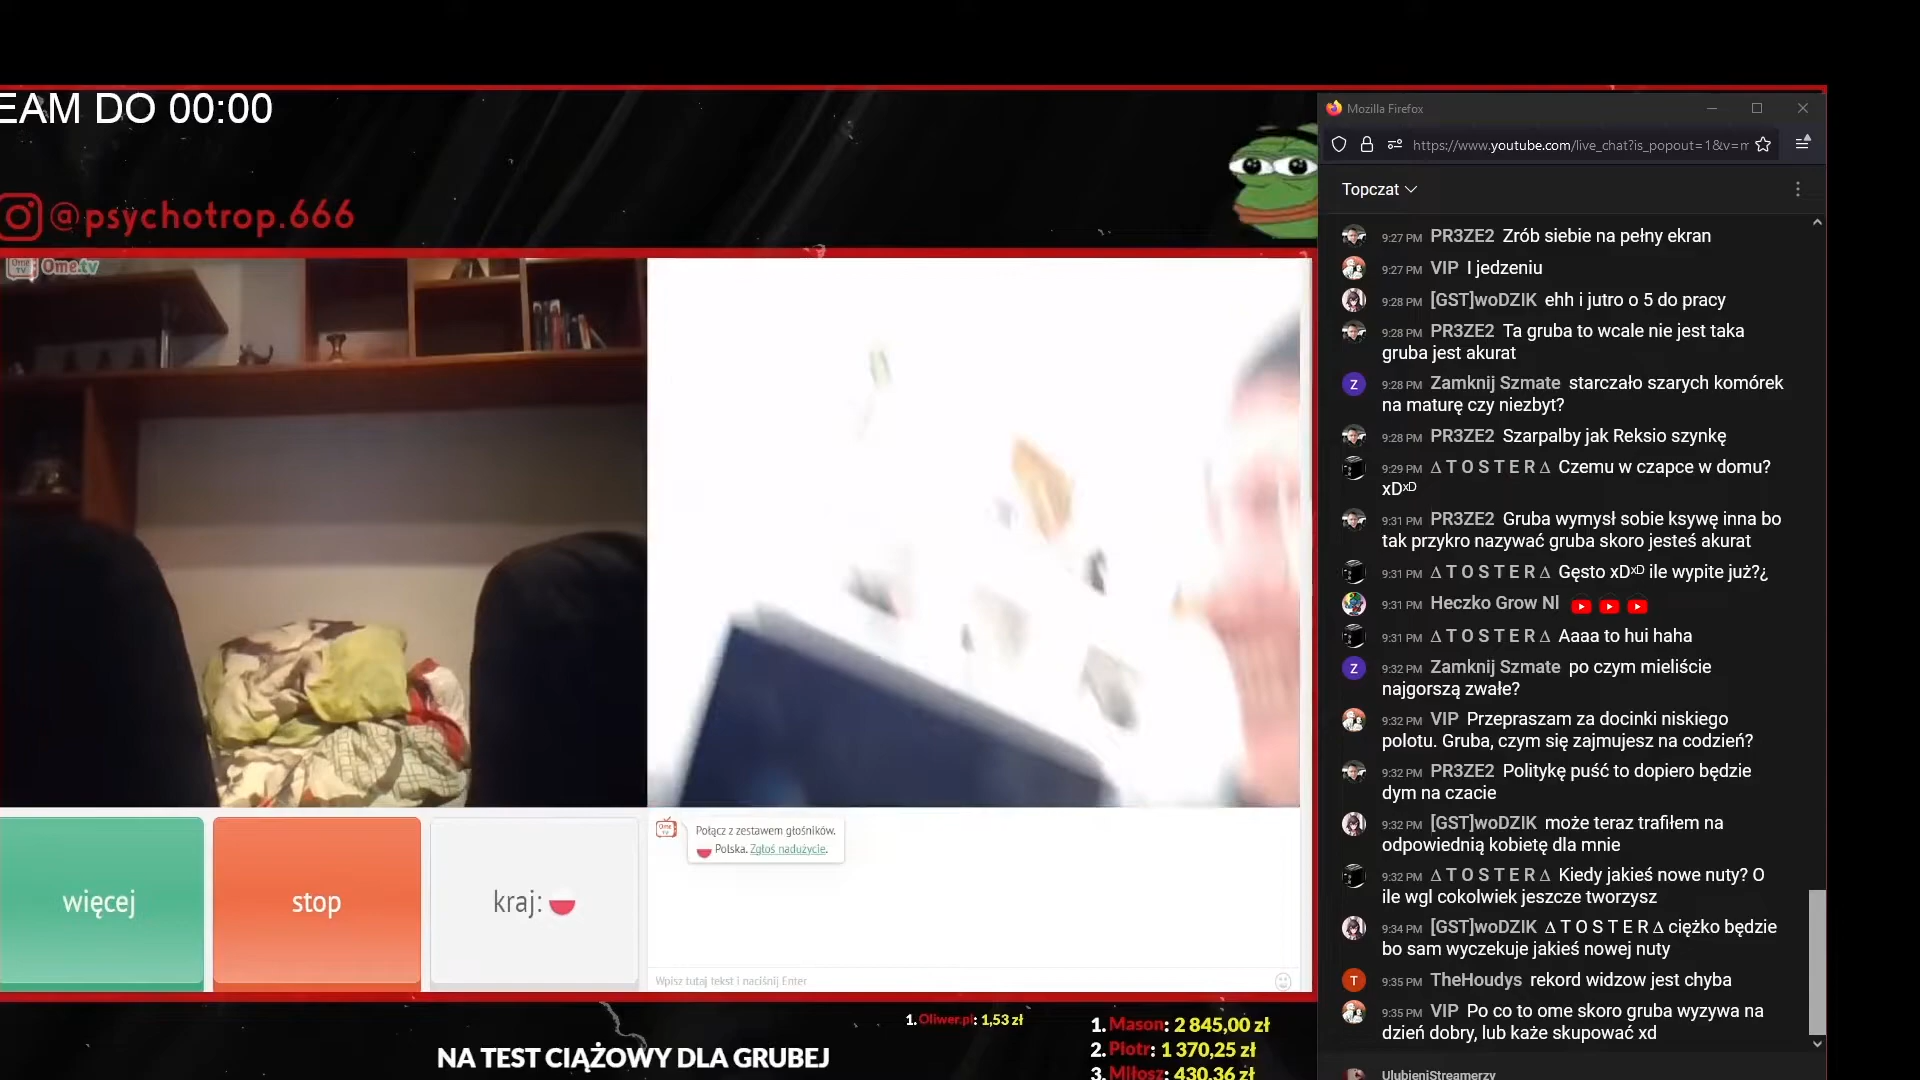 EAM DO 00:00
@psychotrop.666
Ome.tv
Mozilla Firefox
https://www.youtube.com/live_chat?is_popout=1&v=m
Topczat
9:27 PM PR3ZE2 Zrób siebie na pełny ekran
9:27 PM VIP I jedzeniu
9:28 PM [GST]woDZIK ehh i jutro o 5 do pracy
9:28 PM PR3ZE2 Ta gruba to wcale nie jest taka
gruba jest akurat
Z
9:28 PM Zamknij Szmate starczało szarych komórek
na maturę czy niezbyt?
9:28 PM PR3ZE2 Szarpalby jak Reksio szynkę
9:29 PM Δ T O S T E R Δ Czemu w czapce w domu?
xDˣᴰ
9:31 PM PR3ZE2 Gruba wymysł sobie ksywę inna bo
tak przykro nazywać gruba skoro jesteś akurat
9:31 PM Δ T O S T E R Δ Gęsto xDˣᴰ ile wypite już?¿
9:31 PM Heczko Grow Nl
9:31 PM Δ T O S T E R Δ Aaaa to hui haha
Z
9:32 PM Zamknij Szmate po czym mieliście
najgorszą zwałe?
9:32 PM VIP Przepraszam za docinki niskiego
polotu. Gruba, czym się zajmujesz na codzień?
9:32 PM PR3ZE2 Politykę puść to dopiero będzie
dym na czacie
9:32 PM [GST]woDZIK może teraz trafiłem na
odpowiednią kobietę dla mnie
9:32 PM Δ T O S T E R Δ Kiedy jakieś nowe nuty? O
ile wgl cokolwiek jeszcze tworzysz
9:34 PM [GST]woDZIK Δ T O S T E R Δ ciężko będzie
bo sam wyczekuje jakieś nowej nuty
T
9:35 PM TheHoudys rekord widzow jest chyba
9:35 PM VIP Po co to ome skoro gruba wyzywa na
dzień dobry, lub każe skupować xd
UlubieniStreamerzy
Połącz z zestawem głośników.
Polska. Zgłoś nadużycie.
więcej
stop
kraj:
Wpisz tutaj tekst i naciśnij Enter
1. Oliwer.pl: 1,53 zł
NA TEST CIĄŻOWY DLA GRUBEJ
1. Mason: 2 845,00 zł
2. Piotr: 1 370,25 zł
3. Miłosz: 430,36 zł